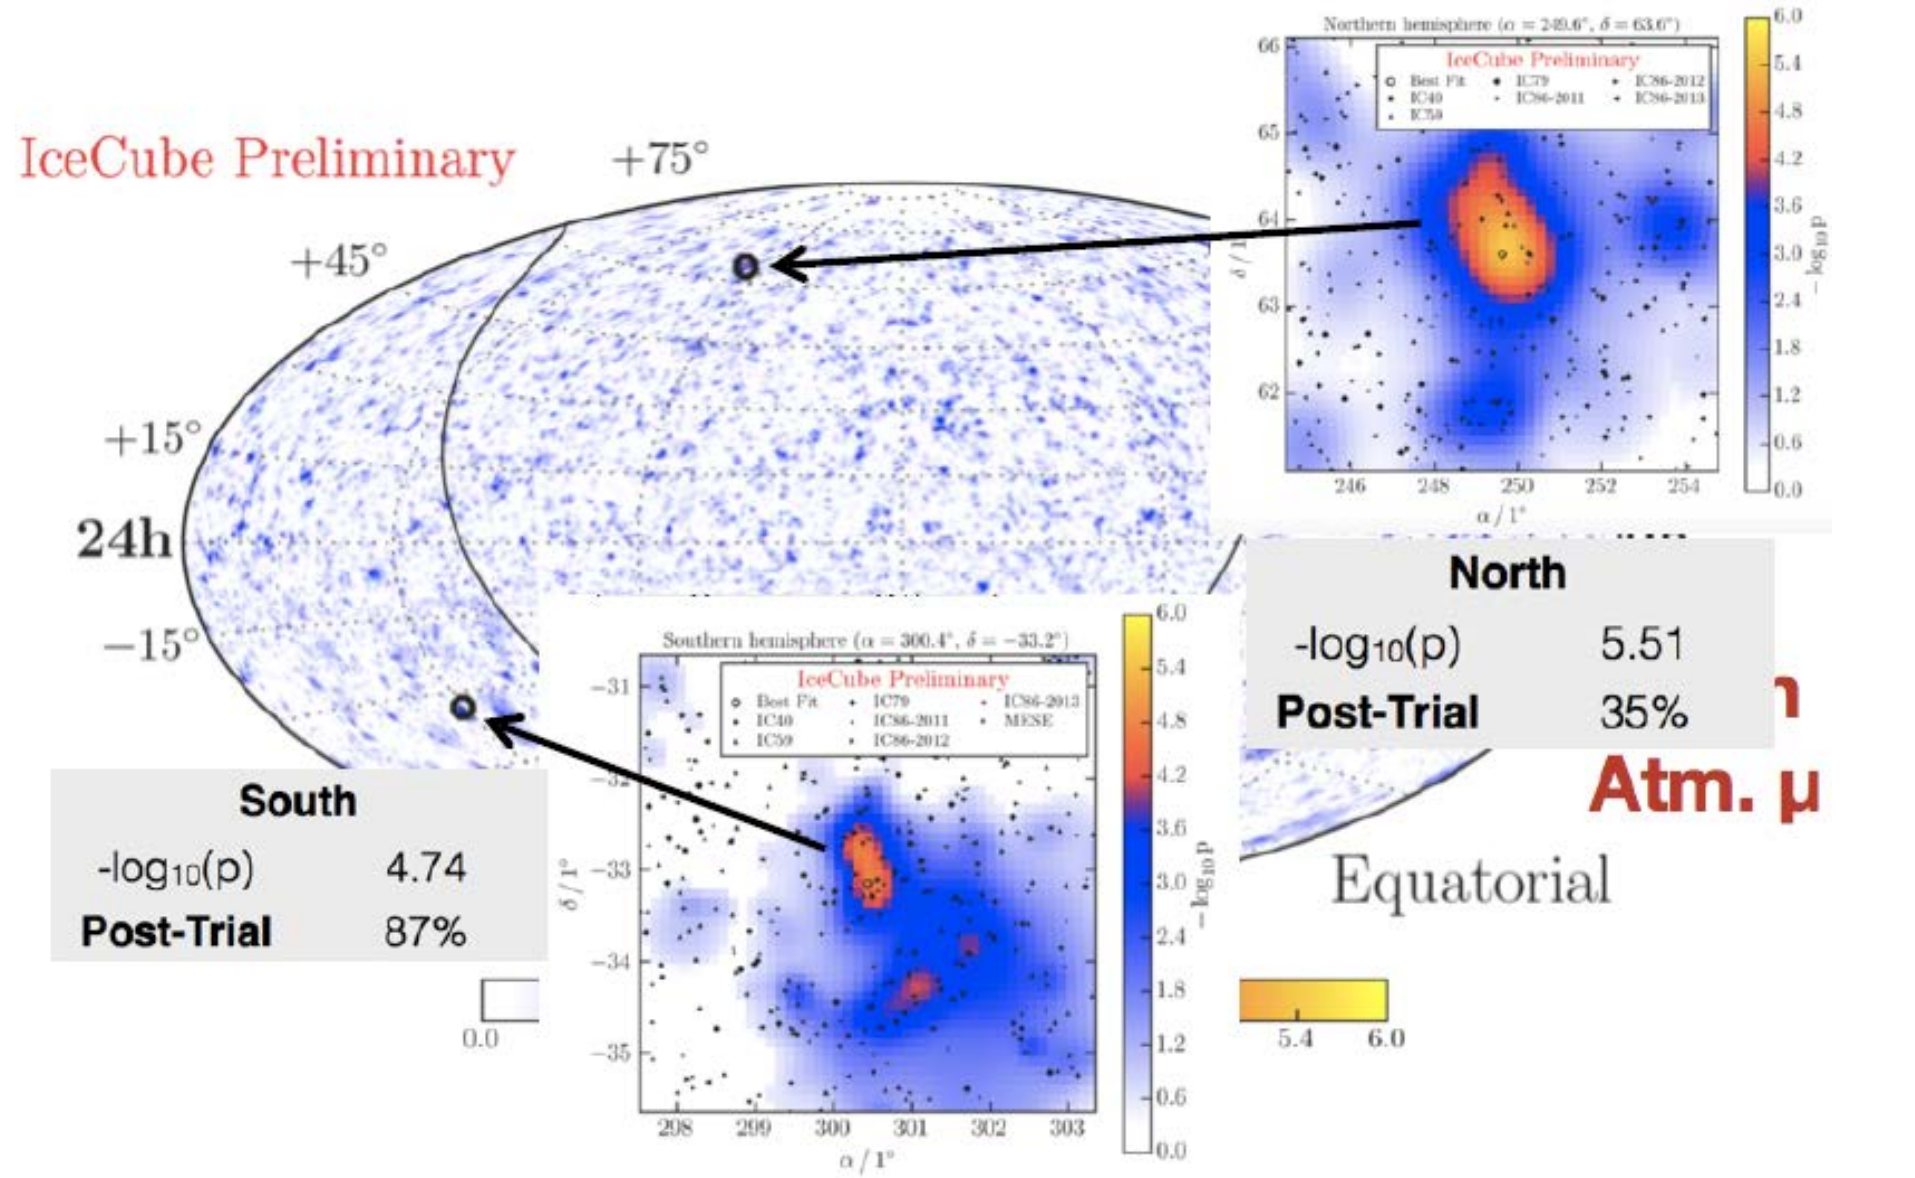 IceCube Preliminary
+75°
+45°
+15°
24h
−15°
Northern hemisphere (α = 249.6°, δ = 63.6°)
IceCube Preliminary
Best Fit IC79 IC86-2012
IC40 IC86-2011 IC86-2013
IC59
66
65
64
63
62
δ / 1
246 248 250 252 254
α / 1°
6.0
5.4
4.8
4.2
3.6
3.0
2.4
1.8
1.2
0.6
0.0
− log10 p
North
-log10(p) 5.51
Post-Trial 35%
Southern hemisphere (α = 300.4°, δ = −33.2°)
IceCube Preliminary
Best Fit IC79 IC86-2013
IC40 IC86-2011 MESE
IC59 IC86-2012
−31
−32
−33
−34
−35
δ / 1°
298 299 300 301 302 303
α / 1°
6.0
5.4
4.8
4.2
3.6
3.0
2.4
1.8
1.2
0.6
0.0
− log10 p
South
-log10(p) 4.74
Post-Trial 87%
Atm. μ
Equatorial
0.0 5.4 6.0